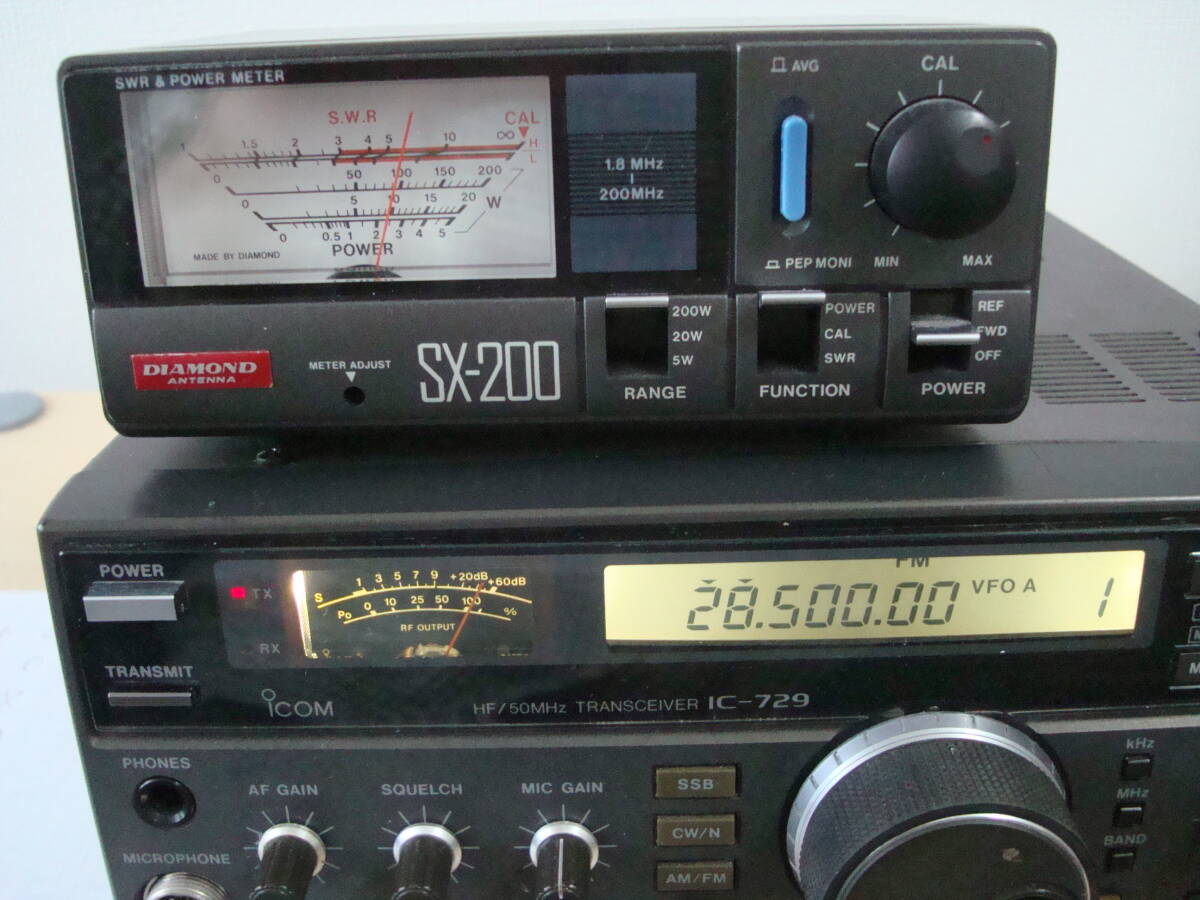 SWR & POWER METER
S.W.R
CAL
1 1.5 2 3 4 5 10 ∞
H
L
0 50 100 150 200
0 5 10 15 20
W
0 0.5 1 2 3 4 5
POWER
MADE BY DIAMOND
1.8 MHz
200MHz
AVG
PEP MONI
CAL
MIN
MAX
DIAMOND
ANTENNA
METER ADJUST
SX-200
200W
20W
5W
RANGE
POWER
CAL
SWR
FUNCTION
REF
FWD
OFF
POWER
POWER
TX
RX
TRANSMIT
S 1 3 5 7 9 +20dB +60dB
Po 0 10 25 50 100 %
RF OUTPUT
FM
28.500.00
VFO A
1
ICOM
HF/50MHz TRANSCEIVER IC-729
PHONES
MICROPHONE
AF GAIN
SQUELCH
MIC GAIN
SSB
CW/N
AM/FM
kHz
MHz
BAND